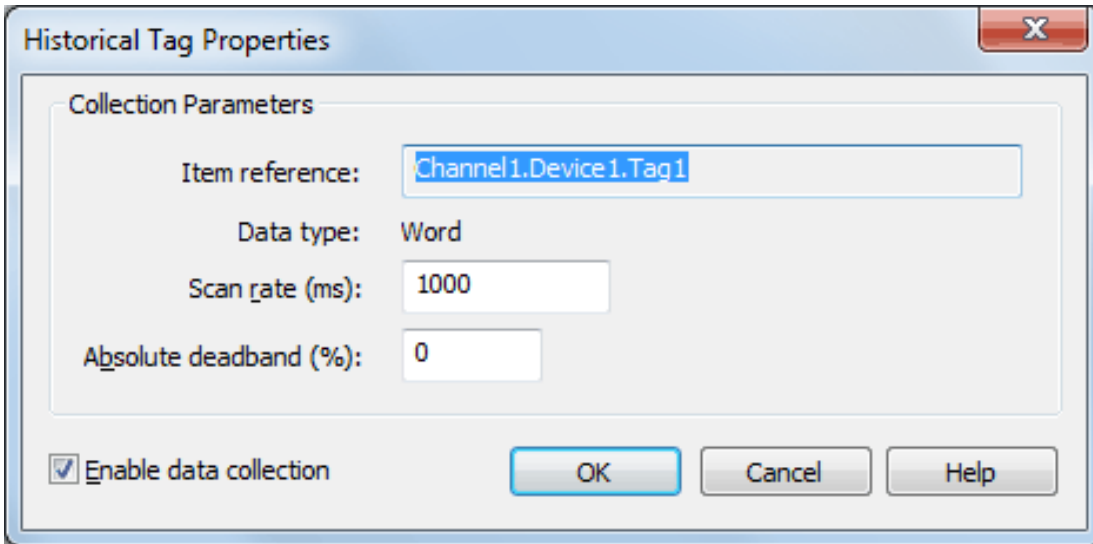 Historical Tag Properties
Collection Parameters
Item reference: Channel1.Device1.Tag1
Data type: Word
Scan rate (ms): 1000
Absolute deadband (%): 0
Enable data collection OK Cancel Help